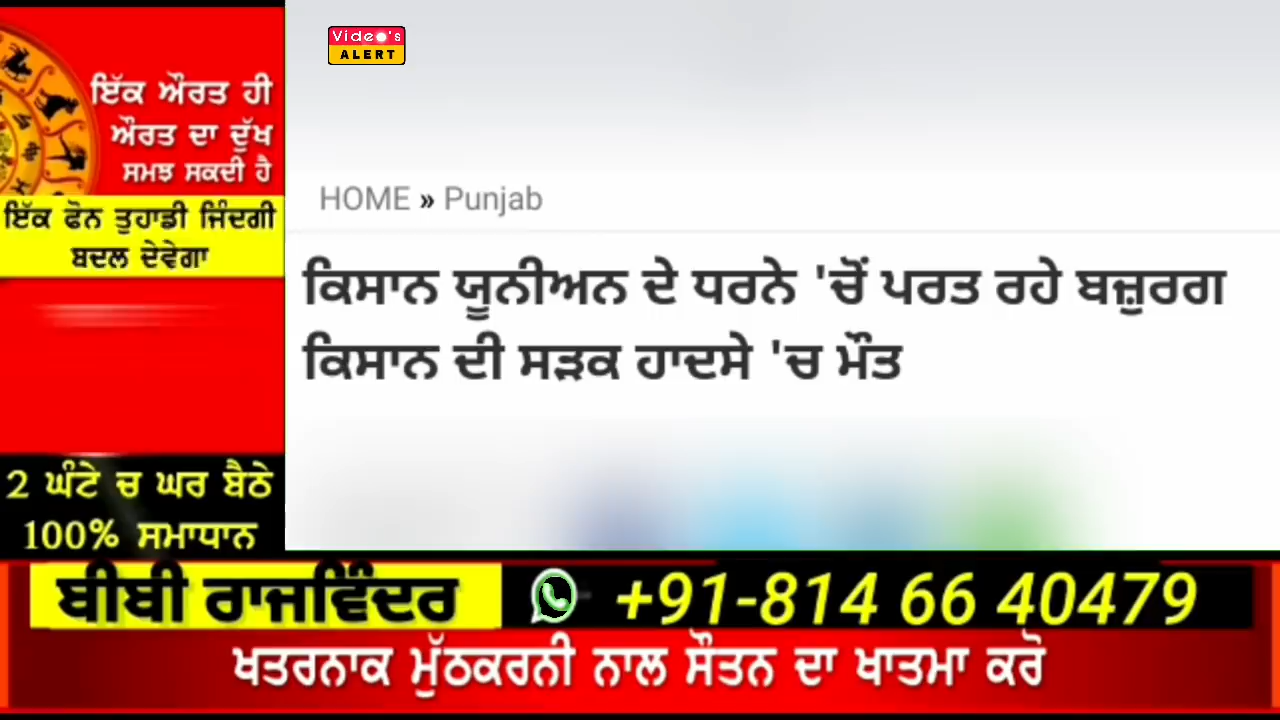 Video's
ALERT
ਇੱਕ ਔਰਤ ਹੀ
ਔਰਤ ਦਾ ਦੁੱਖ
ਸਮਝ ਸਕਦੀ ਹੈ
ਇੱਕ ਫੋਨ ਤੁਹਾਡੀ ਜਿੰਦਗੀ
ਬਦਲ ਦੇਵੇਗਾ
2 ਘੰਟੇ ਚ ਘਰ ਬੈਠੇ
100% ਸਮਾਧਾਨ
HOME » Punjab
ਕਿਸਾਨ ਯੂਨੀਅਨ ਦੇ ਧਰਨੇ 'ਚੋਂ ਪਰਤ ਰਹੇ ਬਜ਼ੁਰਗ
ਕਿਸਾਨ ਦੀ ਸੜਕ ਹਾਦਸੇ 'ਚ ਮੌਤ
ਬੀਬੀ ਰਾਜਵਿੰਦਰ +91-814 66 40479
ਖਤਰਨਾਕ ਮੁੱਠਕਰਨੀ ਨਾਲ ਸੌਤਨ ਦਾ ਖਾਤਮਾ ਕਰੋ